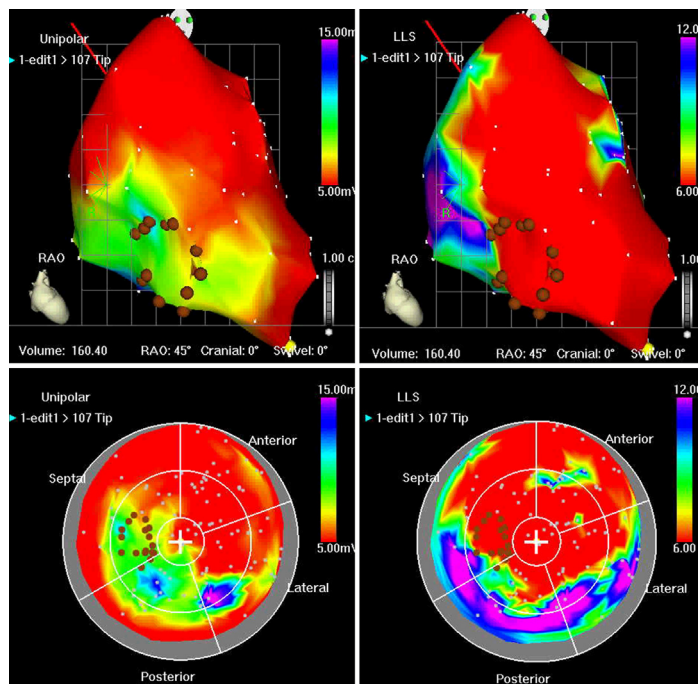 Unipolar
1-edit1 > 107 Tip
15.00m
5.00mV
R
RAO
1.00 c
Volume: 160.40 RAO: 45° Cranial: 0° Swivel: 0°
LLS
1-edit1 > 107 Tip
12.00
6.00
R
RAO
1.00
Volume: 160.40 RAO: 45° Cranial: 0° Swivel: 0°
Unipolar
1-edit1 > 107 Tip
15.00m
5.00mV
Anterior
Septal
Lateral
Posterior
LLS
1-edit1 > 107 Tip
12.00
6.00
Anterior
Septal
Lateral
Posterior